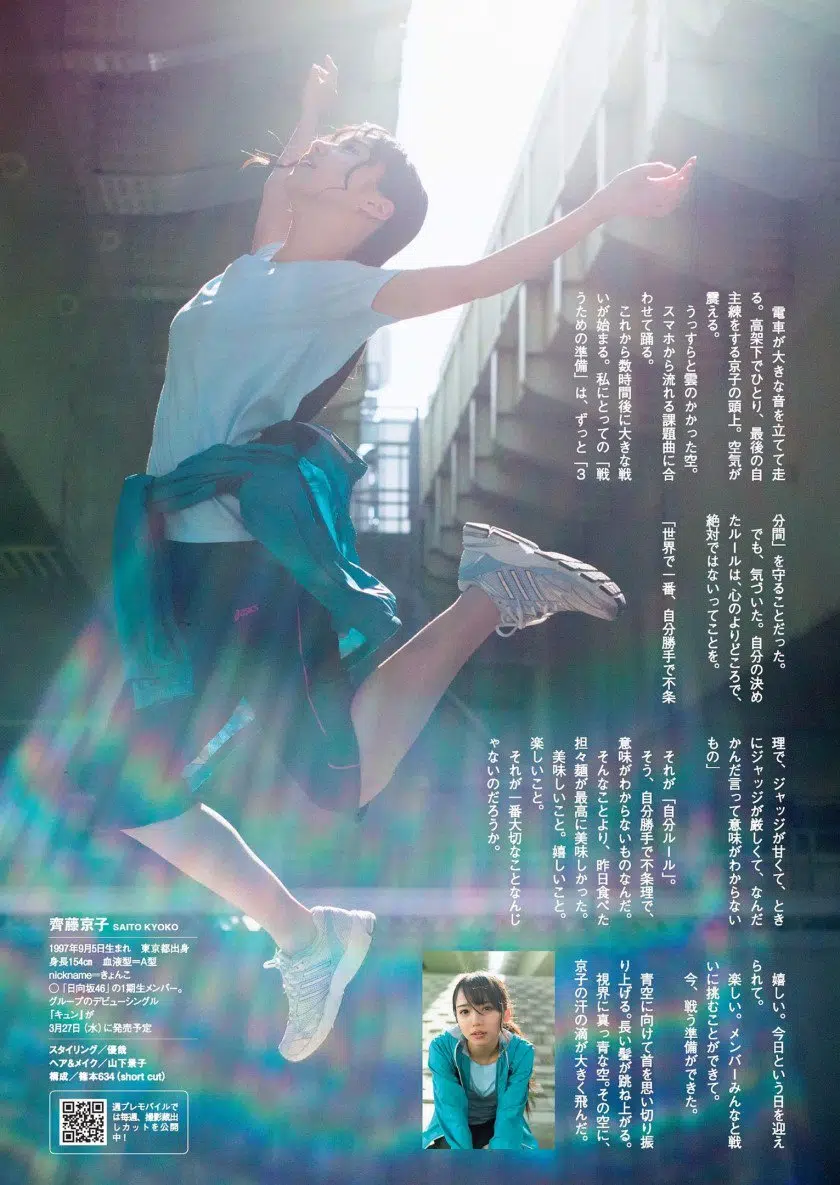 電車が大きな音を立てて走
る。高架下でひとり、最後の自
主練をする京子の頭上。空気が
震える。
うっすらと雲のかかった空。
スマホから流れる課題曲に合
わせて踊る。
これから数時間後に大きな戦
いが始まる。私にとっての「戦
うための準備」は、ずっと「3
分間」を守ることだった。
でも、気づいた。自分の決め
たルールは、心のよりどころで、
絶対ではないってことを。
「世界で一番、自分勝手で不条
理で、ジャッジが甘くて、とき
にジャッジが厳しくて、なんだ
かんだ言って意味がわからない
もの」
それが「自分ルール」。
そう、自分勝手で不条理で、
意味がわからないものなんだ。
そんなことより、昨日食べた
担々麺が最高に美味しかった。
美味しいこと。嬉しいこと。
楽しいこと。
それが一番大切なことなんじ
ゃないのだろうか。
嬉しい。今日という日を迎え
られて。
楽しい。メンバーみんなと戦
いに挑むことができて。
今、戦う準備ができた。
青空に向けて首を思い切り振
り上げる。長い髪が跳ね上がる。
視界に真っ青な空。その空に、
京子の汗の滴が大きく飛んだ。
asics
齊藤京子 SAITO KYOKO
1997年9月5日生まれ 東京都出身
身長154㎝ 血液型=A型
nickname=きょんこ
○「日向坂46」の1期生メンバー。
グループのデビューシングル
『キュン』が
3月27日(水)に発売予定
スタイリング/優哉
ヘア&メイク/山下景子
構成/篠本634(short cut)
週プレモバイルで
は毎週、撮影蔵出
しカットを公開
中!